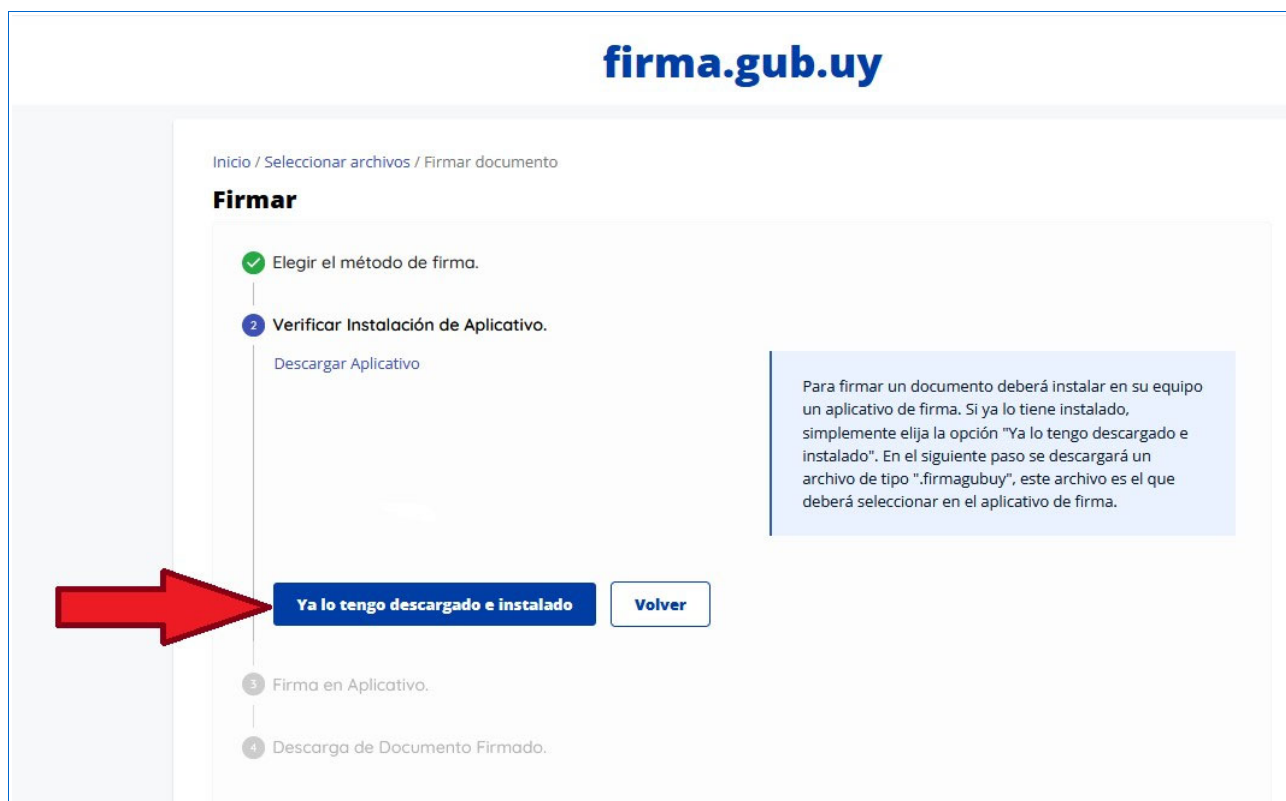 firma.gub.uy
Inicio / Seleccionar archivos / Firmar documento
Firmar
Elegir el método de firma.
2 Verificar Instalación de Aplicativo.
Descargar Aplicativo
Para firmar un documento deberá instalar en su equipo
un aplicativo de firma. Si ya lo tiene instalado,
simplemente elija la opción "Ya lo tengo descargado e
instalado". En el siguiente paso se descargará un
archivo de tipo ".firmagubuy", este archivo es el que
deberá seleccionar en el aplicativo de firma.
Ya lo tengo descargado e instalado
Volver
3 Firma en Aplicativo.
4 Descarga de Documento Firmado.